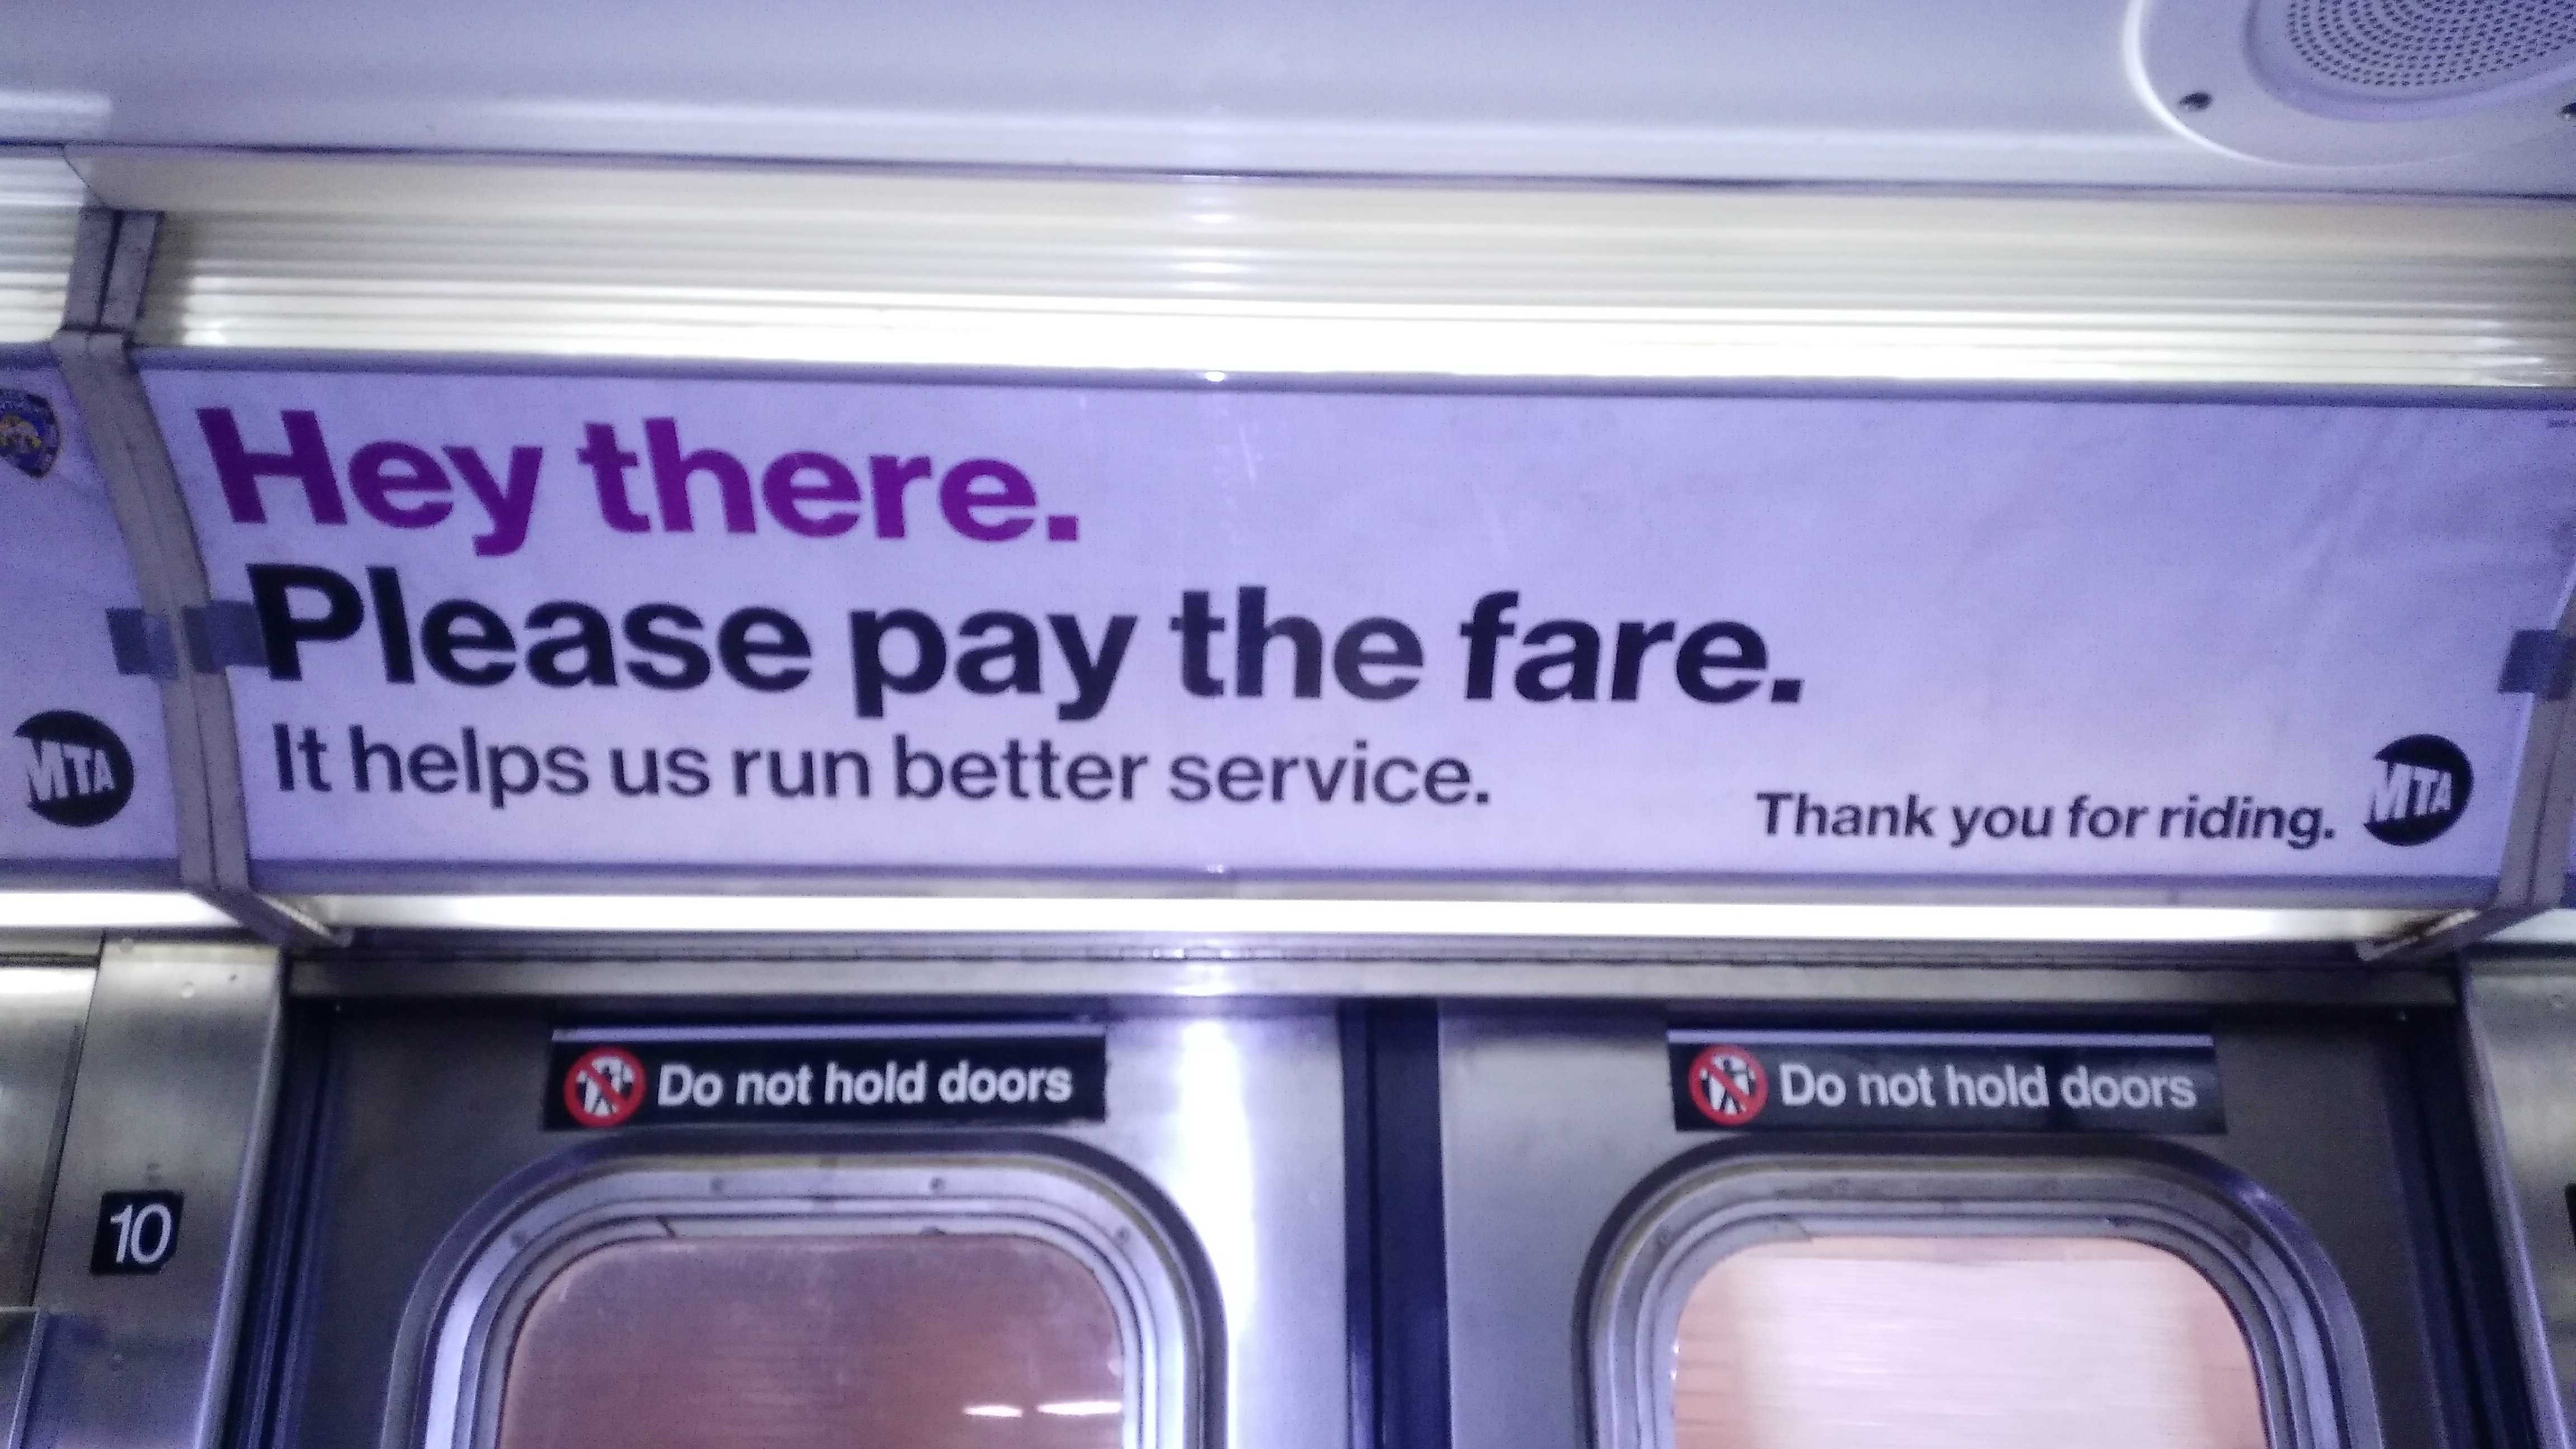 Hey there.
Please pay the fare.
It helps us run better service.
Thank you for riding.
MTA
MTA
Do not hold doors
Do not hold doors
10